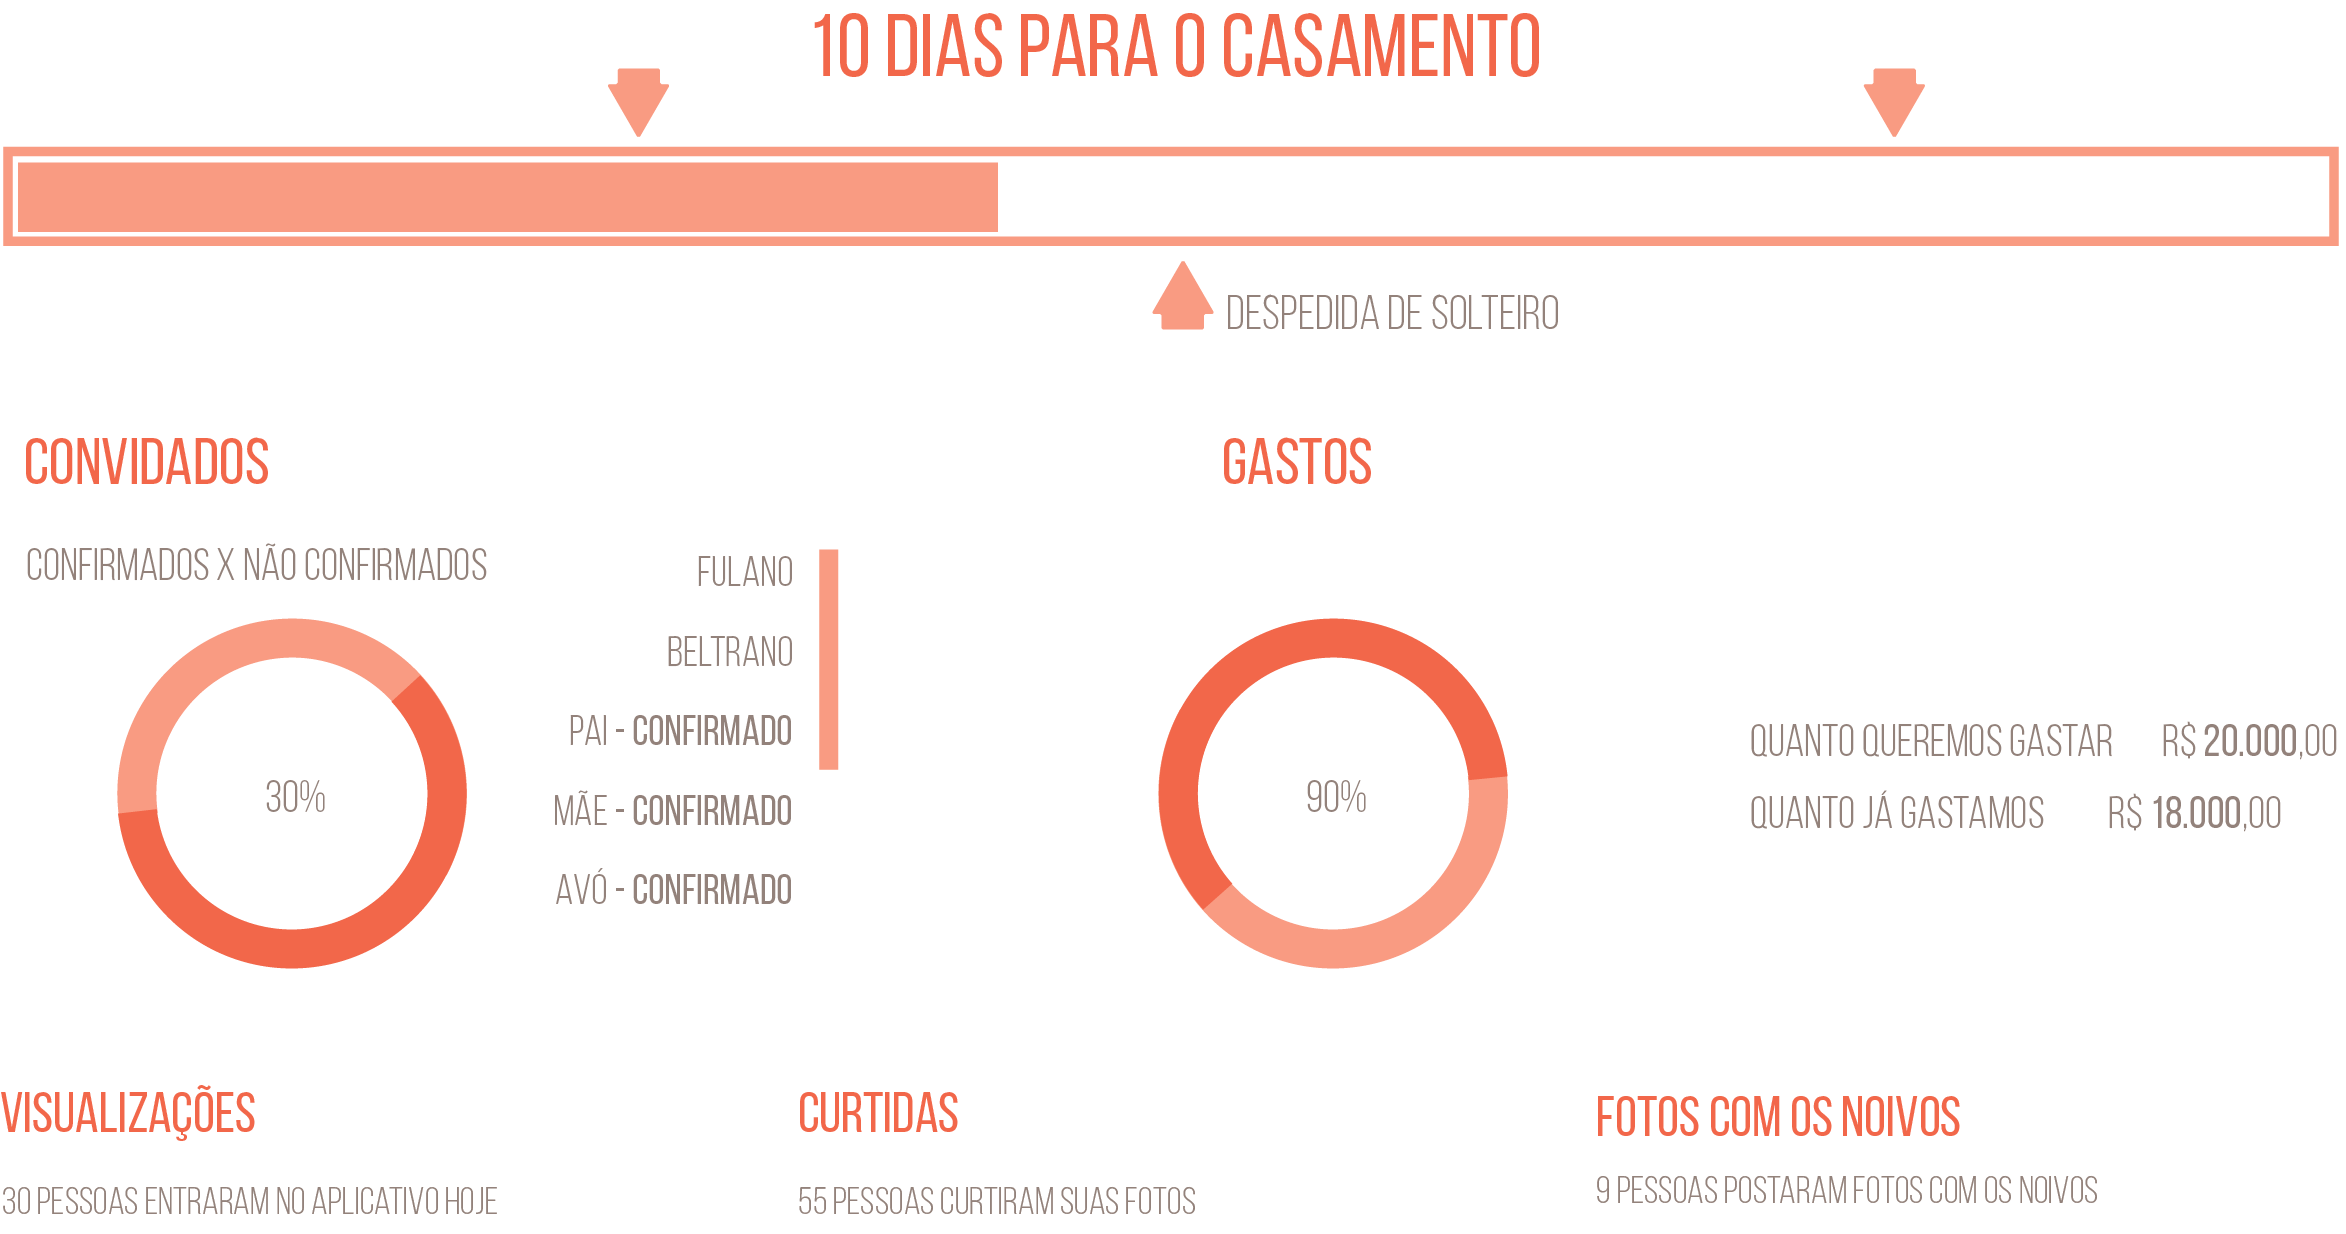 10 DIAS PARA O CASAMENTO
DESPEDIDA DE SOLTEIRO
CONVIDADOS
CONFIRMADOS X NÃO CONFIRMADOS
30%
FULANO
BELTRANO
PAI - CONFIRMADO
MÃE - CONFIRMADO
AVÓ - CONFIRMADO
GASTOS
90%
QUANTO QUEREMOS GASTAR R$ 20.000,00
QUANTO JÁ GASTAMOS R$ 18.000,00
VISUALIZAÇÕES
30 PESSOAS ENTRARAM NO APLICATIVO HOJE
CURTIDAS
55 PESSOAS CURTIRAM SUAS FOTOS
FOTOS COM OS NOIVOS
9 PESSOAS POSTARAM FOTOS COM OS NOIVOS